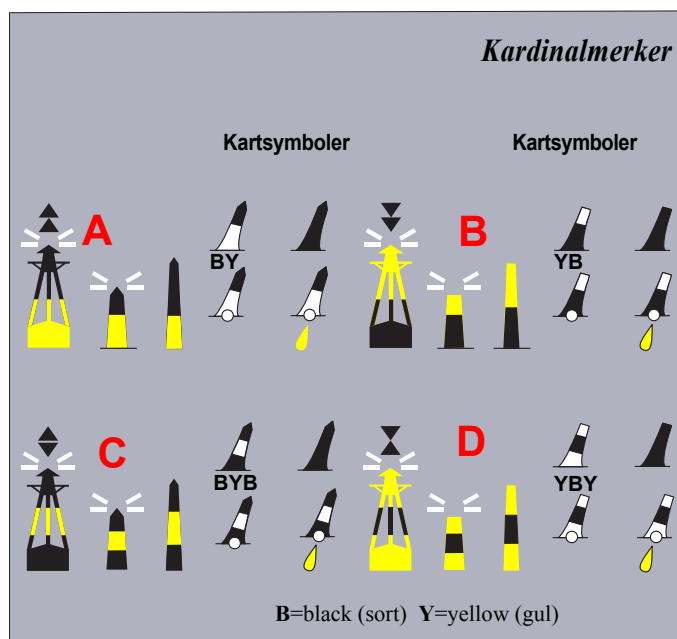 Kardinalmerker
Kartsymboler Kartsymboler
A B
BY YB
C D
BYB YBY
B=black (sort) Y=yellow (gul)